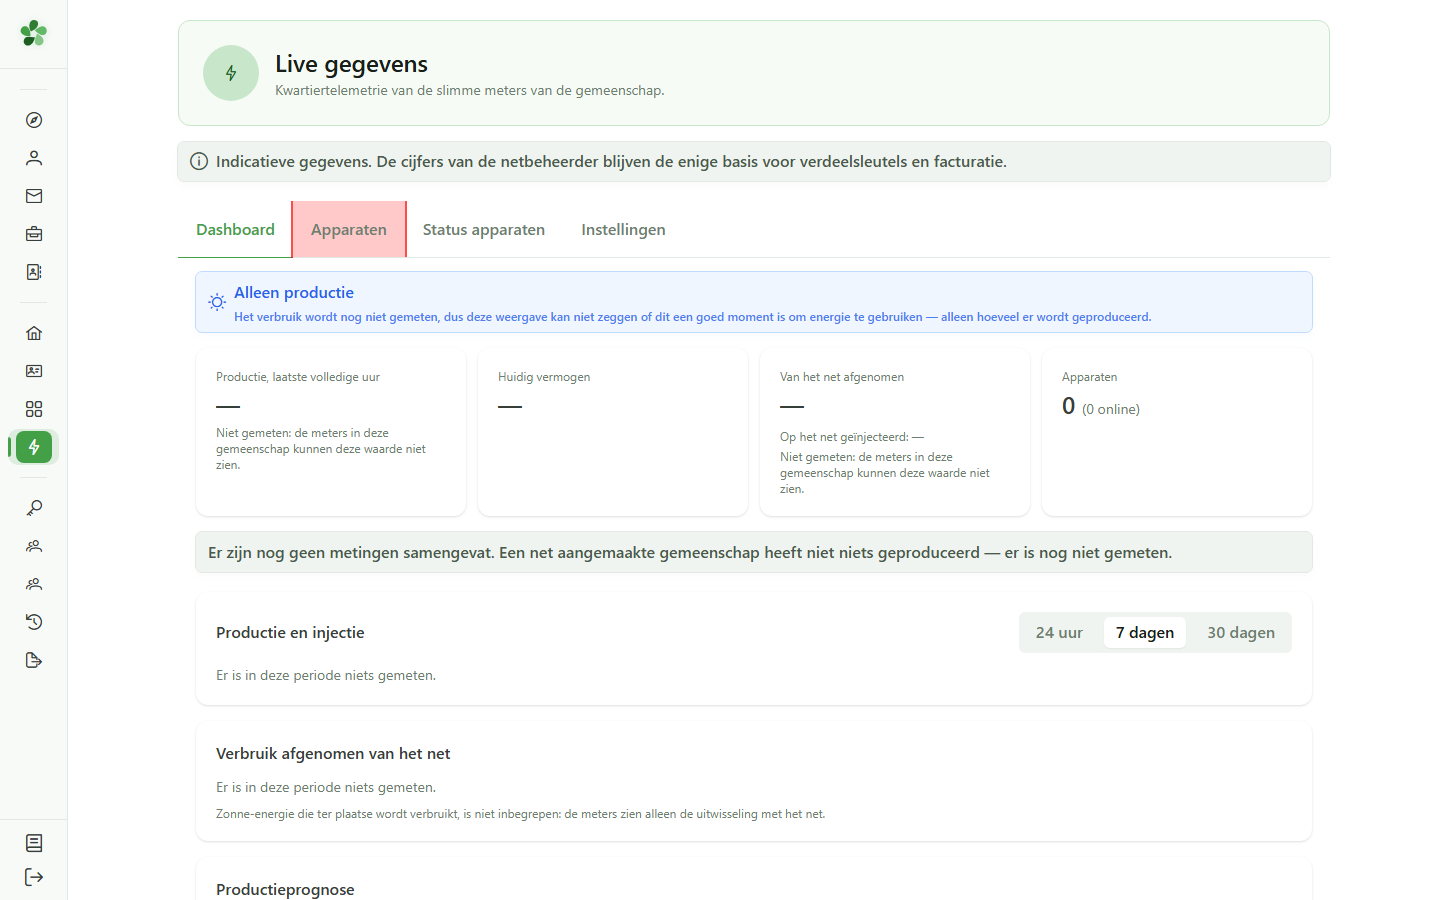 Live gegevens
Kwartiertelemetrie van de slimme meters van de gemeenschap.
Indicatieve gegevens. De cijfers van de netbeheerder blijven de enige basis voor verdeelsleutels en facturatie.
Dashboard
Apparaten
Status apparaten
Instellingen
Alleen productie
Het verbruik wordt nog niet gemeten, dus deze weergave kan niet zeggen of dit een goed moment is om energie te gebruiken — alleen hoeveel er wordt geproduceerd.
Productie, laatste volledige uur
—
Niet gemeten: de meters in deze
gemeenschap kunnen deze waarde niet
zien.
Huidig vermogen
—
Van het net afgenomen
—
Op het net geïnjecteerd: —
Niet gemeten: de meters in deze
gemeenschap kunnen deze waarde niet
zien.
Apparaten
0 (0 online)
Er zijn nog geen metingen samengevat. Een net aangemaakte gemeenschap heeft niet niets geproduceerd — er is nog niet gemeten.
Productie en injectie
24 uur
7 dagen
30 dagen
Er is in deze periode niets gemeten.
Verbruik afgenomen van het net
Er is in deze periode niets gemeten.
Zonne-energie die ter plaatse wordt verbruikt, is niet inbegrepen: de meters zien alleen de uitwisseling met het net.
Productieprognose